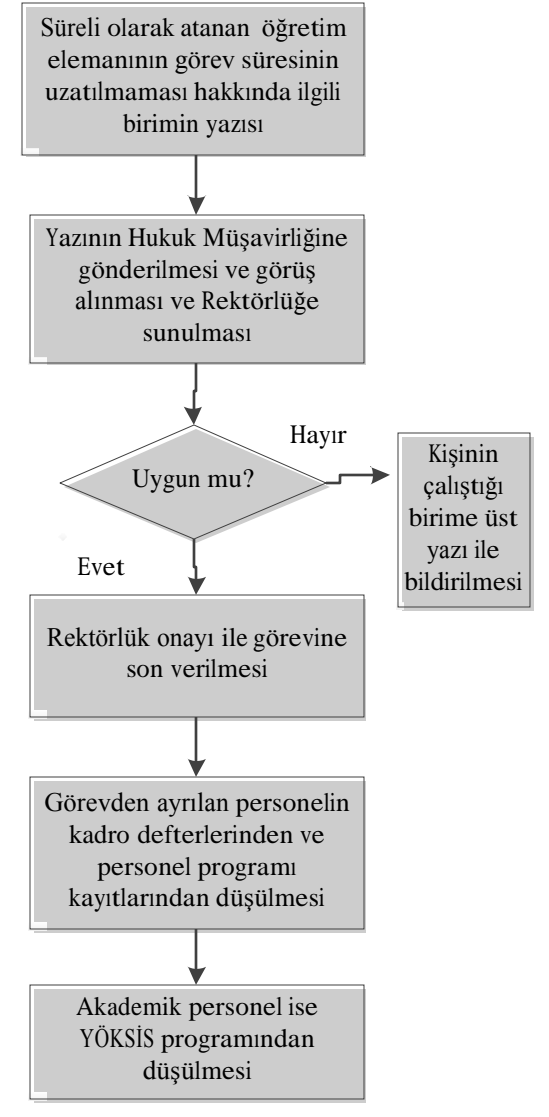 Süreli olarak atanan öğretim
elemanının görev süresinin
uzatılmaması hakkında ilgili
birimin yazısı
Yazının Hukuk Müşavirliğine
gönderilmesi ve görüş
alınması ve Rektörlüğe
sunulması
Uygun mu?
Hayır
Kişinin
çalıştığı
birime üst
yazı ile
bildirilmesi
Evet
Rektörlük onayı ile görevine
son verilmesi
Görevden ayrılan personelin
kadro defterlerinden ve
personel programı
kayıtlarından düşülmesi
Akademik personel ise
YÖKSİS programından
düşülmesi